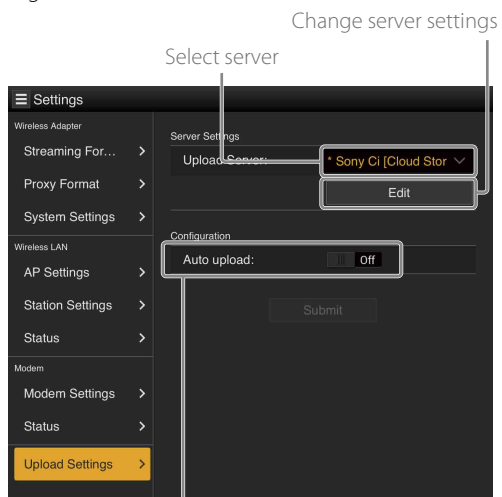 Change server settings
Select server
Settings
Wireless Adapter
Streaming For...
Proxy Format
System Settings
Wireless LAN
AP Settings
Station Settings
Status
Modem
Modem Settings
Status
Upload Settings
Server Settings
Upload Server:
* Sony Ci [Cloud Stor
Edit
Configuration
Auto upload:
Off
Submit